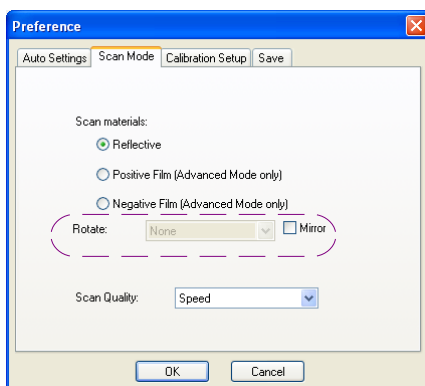 Preference
Auto Settings Scan Mode Calibration Setup Save
Scan materials:
Reflective
Positive Film (Advanced Mode only)
Negative Film (Advanced Mode only)
Rotate: None Mirror
Scan Quality: Speed
OK Cancel